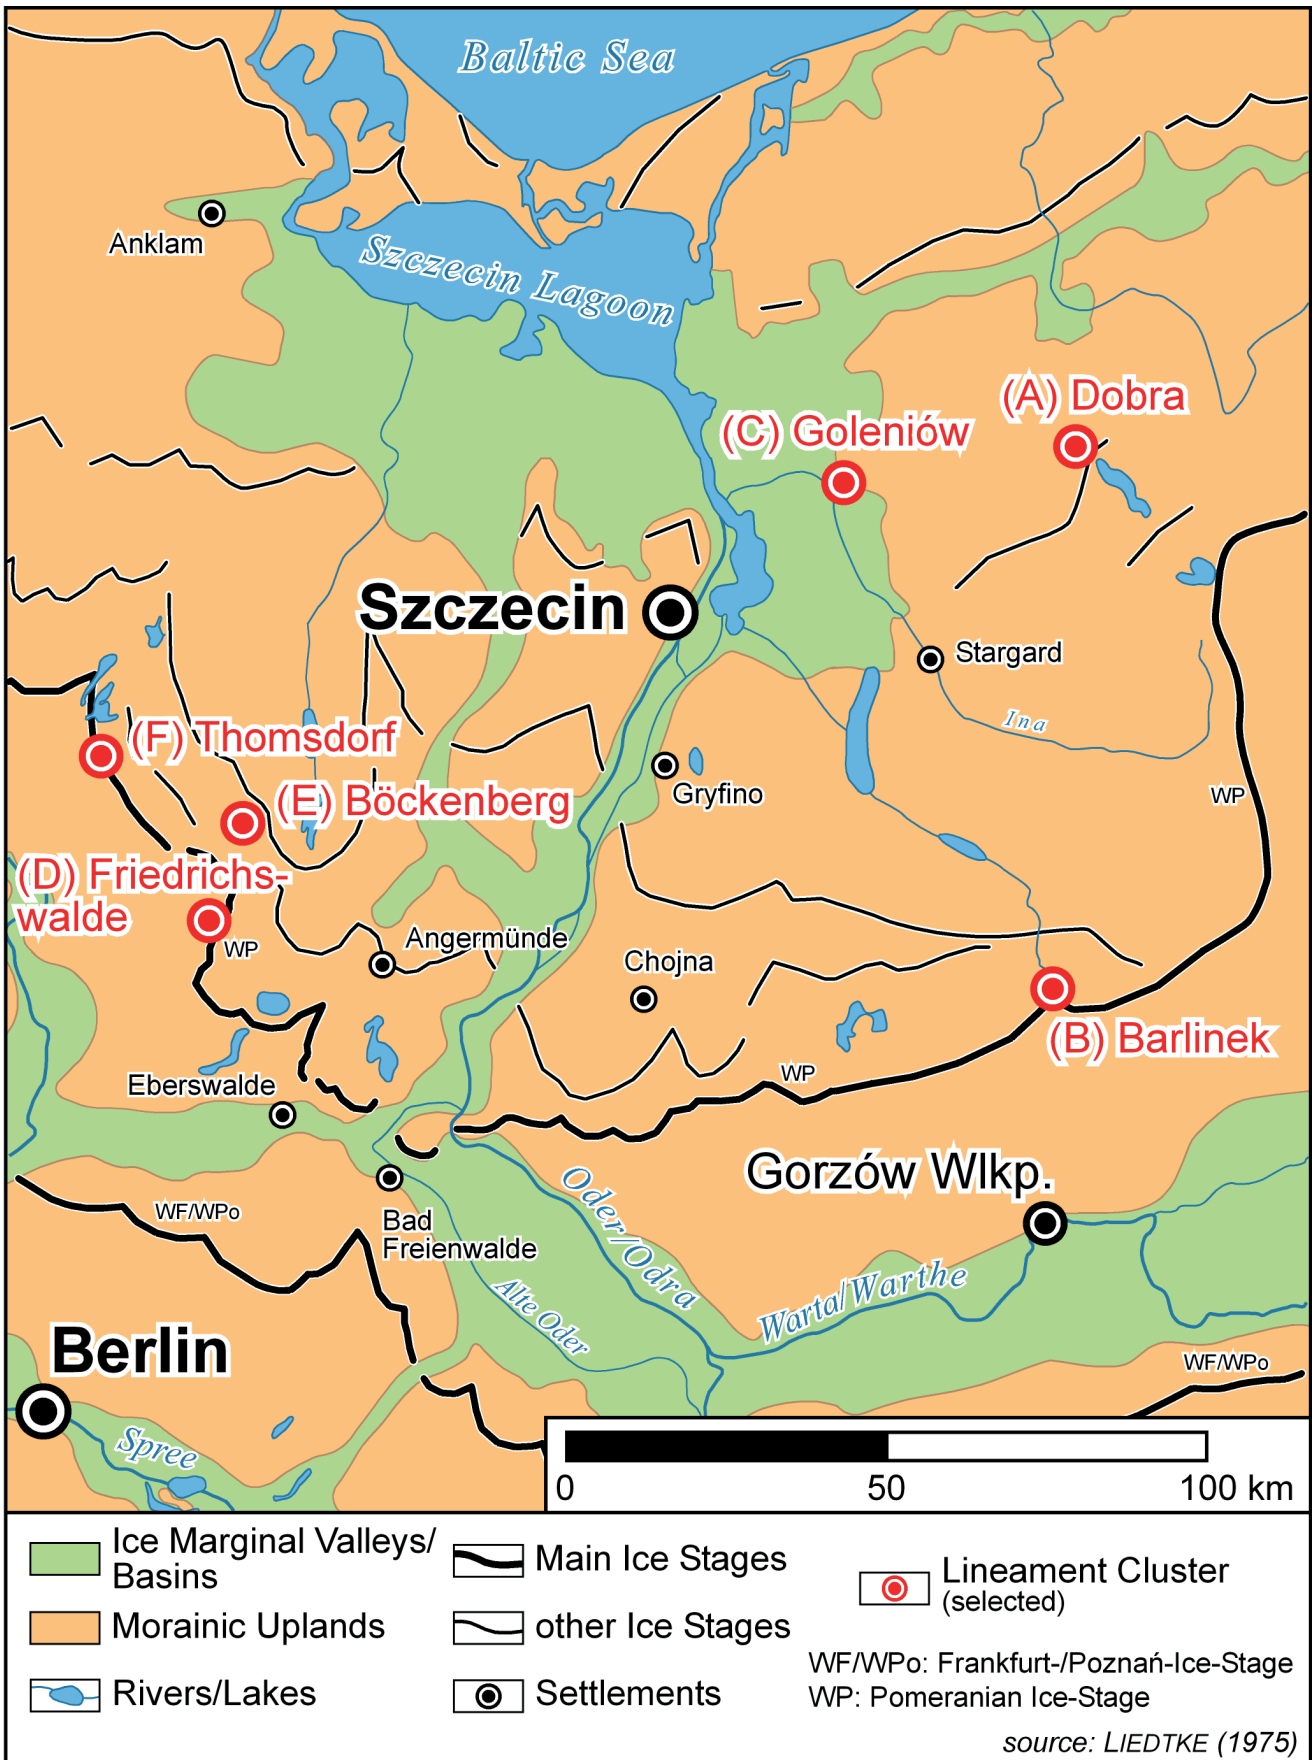 Baltic Sea
Anklam
Szczecin Lagoon
(A) Dobra
(C) Goleniów
Szczecin
Stargard
Ina
(F) Thomsdorf
Gryfino
WP
(E) Böckenberg
(D) Friedrichs-
walde
WP
Angermünde
Chojna
(B) Barlinek
WP
Eberswalde
Gorzów Wlkp.
WF/WPo
Bad
Freienwalde
Oder/Odra
Warta/Warthe
Alte Oder
Berlin
WF/WPo
Spree
0 50 100 km
Ice Marginal Valleys/
Basins
Morainic Uplands
Rivers/Lakes
Main Ice Stages
other Ice Stages
Settlements
Lineament Cluster
(selected)
WF/WPo: Frankfurt-/Poznań-Ice-Stage
WP: Pomeranian Ice-Stage
source: LIEDTKE (1975)